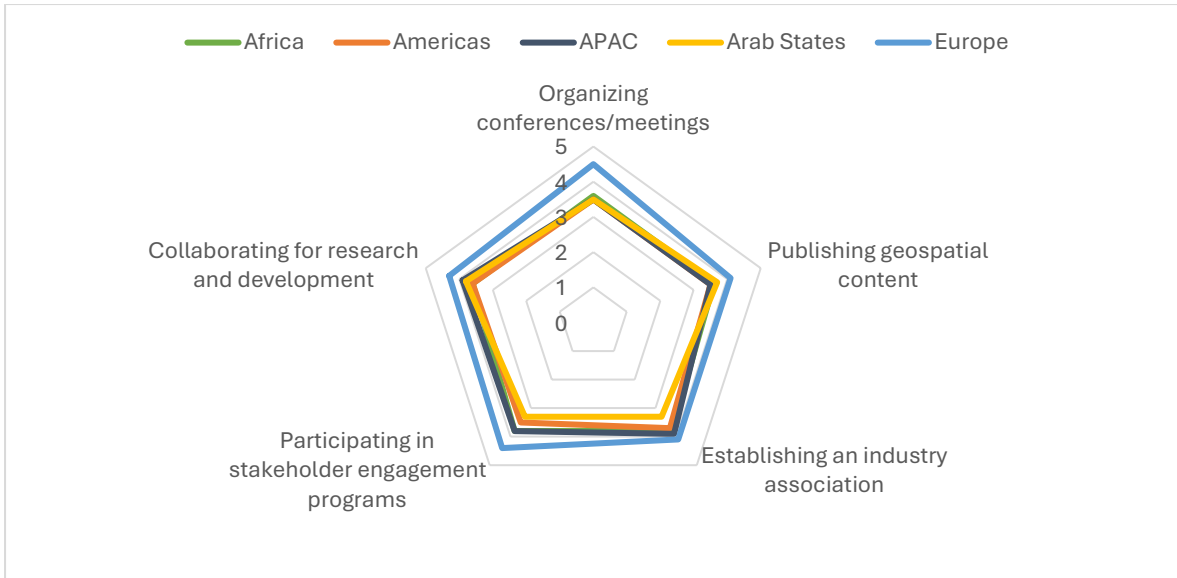 Africa Americas APAC Arab States Europe
Organizing
conferences/meetings
5
4
3
2
1
0
Publishing geospatial
content
Establishing an industry
association
Participating in
stakeholder engagement
programs
Collaborating for research
and development